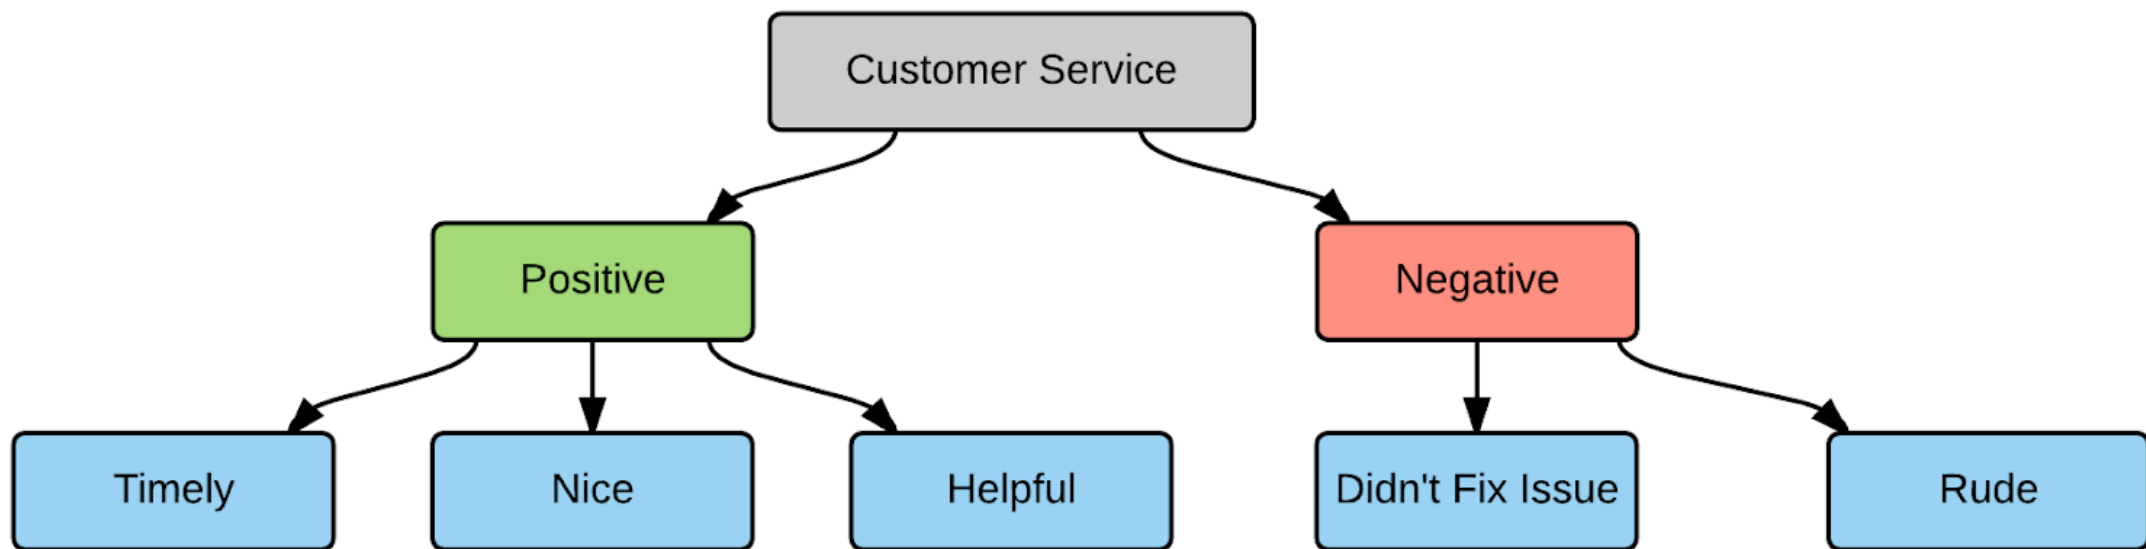 Customer Service
Positive
Negative
Timely
Nice
Helpful
Didn't Fix Issue
Rude